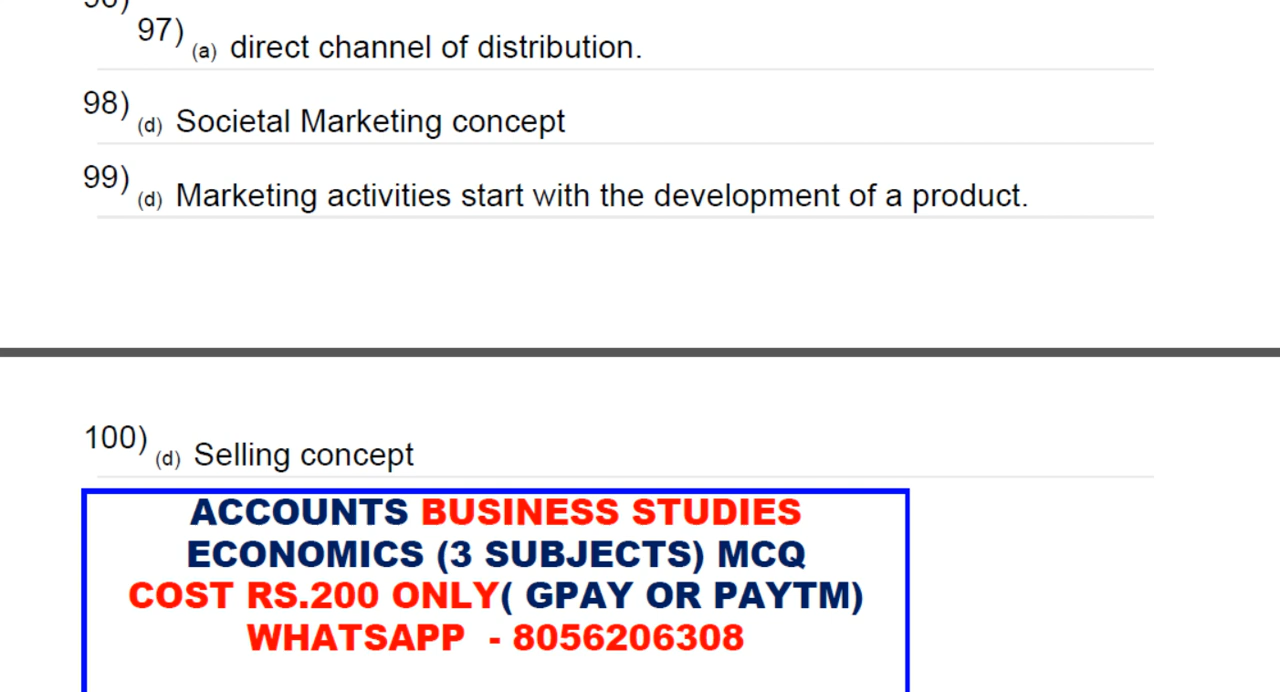 96)
97) (a) direct channel of distribution.
98) (d) Societal Marketing concept
99) (d) Marketing activities start with the development of a product.
100) (d) Selling concept
ACCOUNTS BUSINESS STUDIES
ECONOMICS (3 SUBJECTS) MCQ
COST RS.200 ONLY( GPAY OR PAYTM)
WHATSAPP - 8056206308